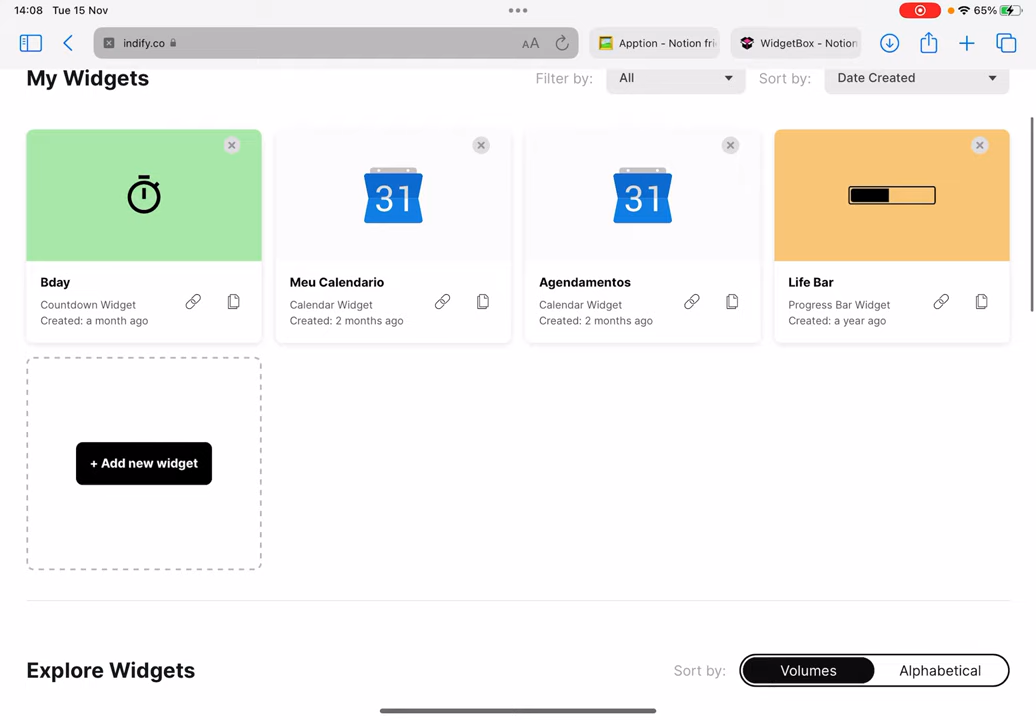 14:08 Tue 15 Nov
65%
indify.co
AA
Apption - Notion fri
WidgetBox - Notion
My Widgets
Filter by: All
Sort by: Date Created
31
31
Bday
Countdown Widget
Created: a month ago
Meu Calendario
Calendar Widget
Created: 2 months ago
Agendamentos
Calendar Widget
Created: 2 months ago
Life Bar
Progress Bar Widget
Created: a year ago
+ Add new widget
Explore Widgets
Sort by: Volumes Alphabetical